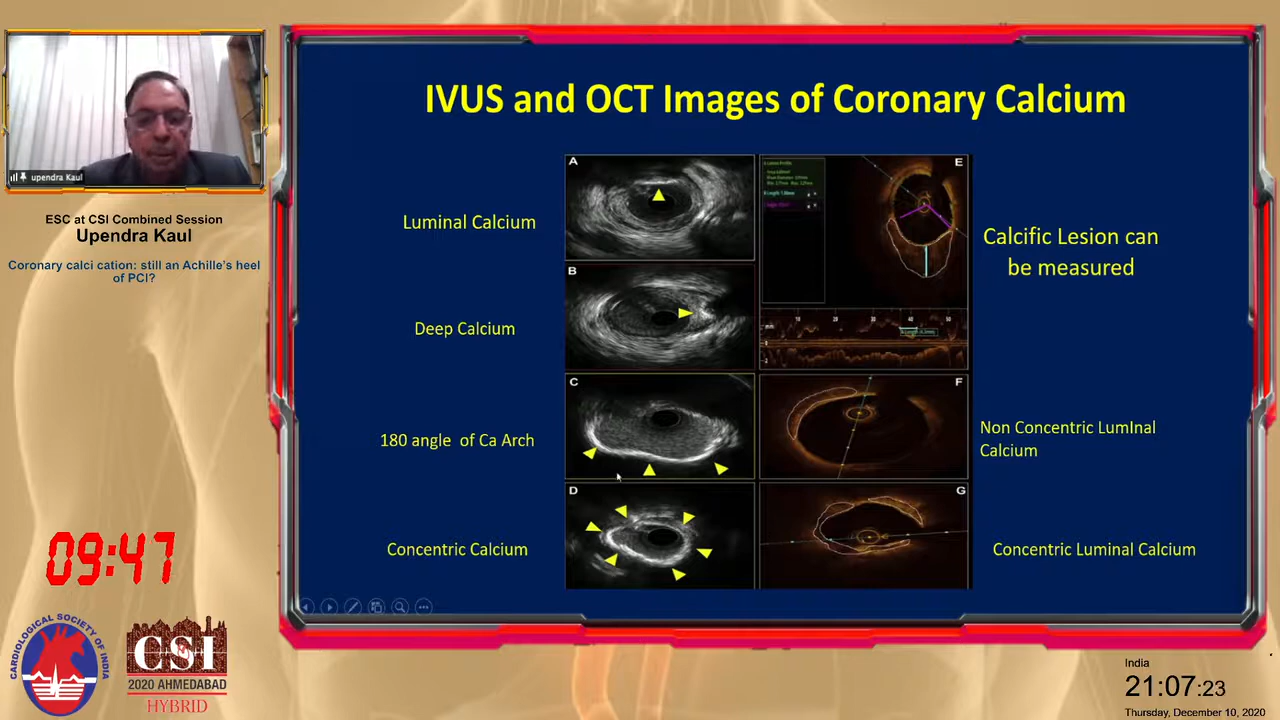 upendra Kaul
ESC at CSI Combined Session
Upendra Kaul
Coronary calci cation: still an Achille's heel
of PCI?
09:47
CARDIOLOGICAL SOCIETY OF INDIA
CSI
2020 AHMEDABAD
HYBRID
IVUS and OCT Images of Coronary Calcium
Luminal Calcium
Deep Calcium
180 angle of Ca Arch
Concentric Calcium
A
B
C
D
E
F
G
Calcific Lesion can
be measured
Non Concentric LumInal
Calcium
Concentric Luminal Calcium
India
21:07:23
Thursday, December 10, 2020